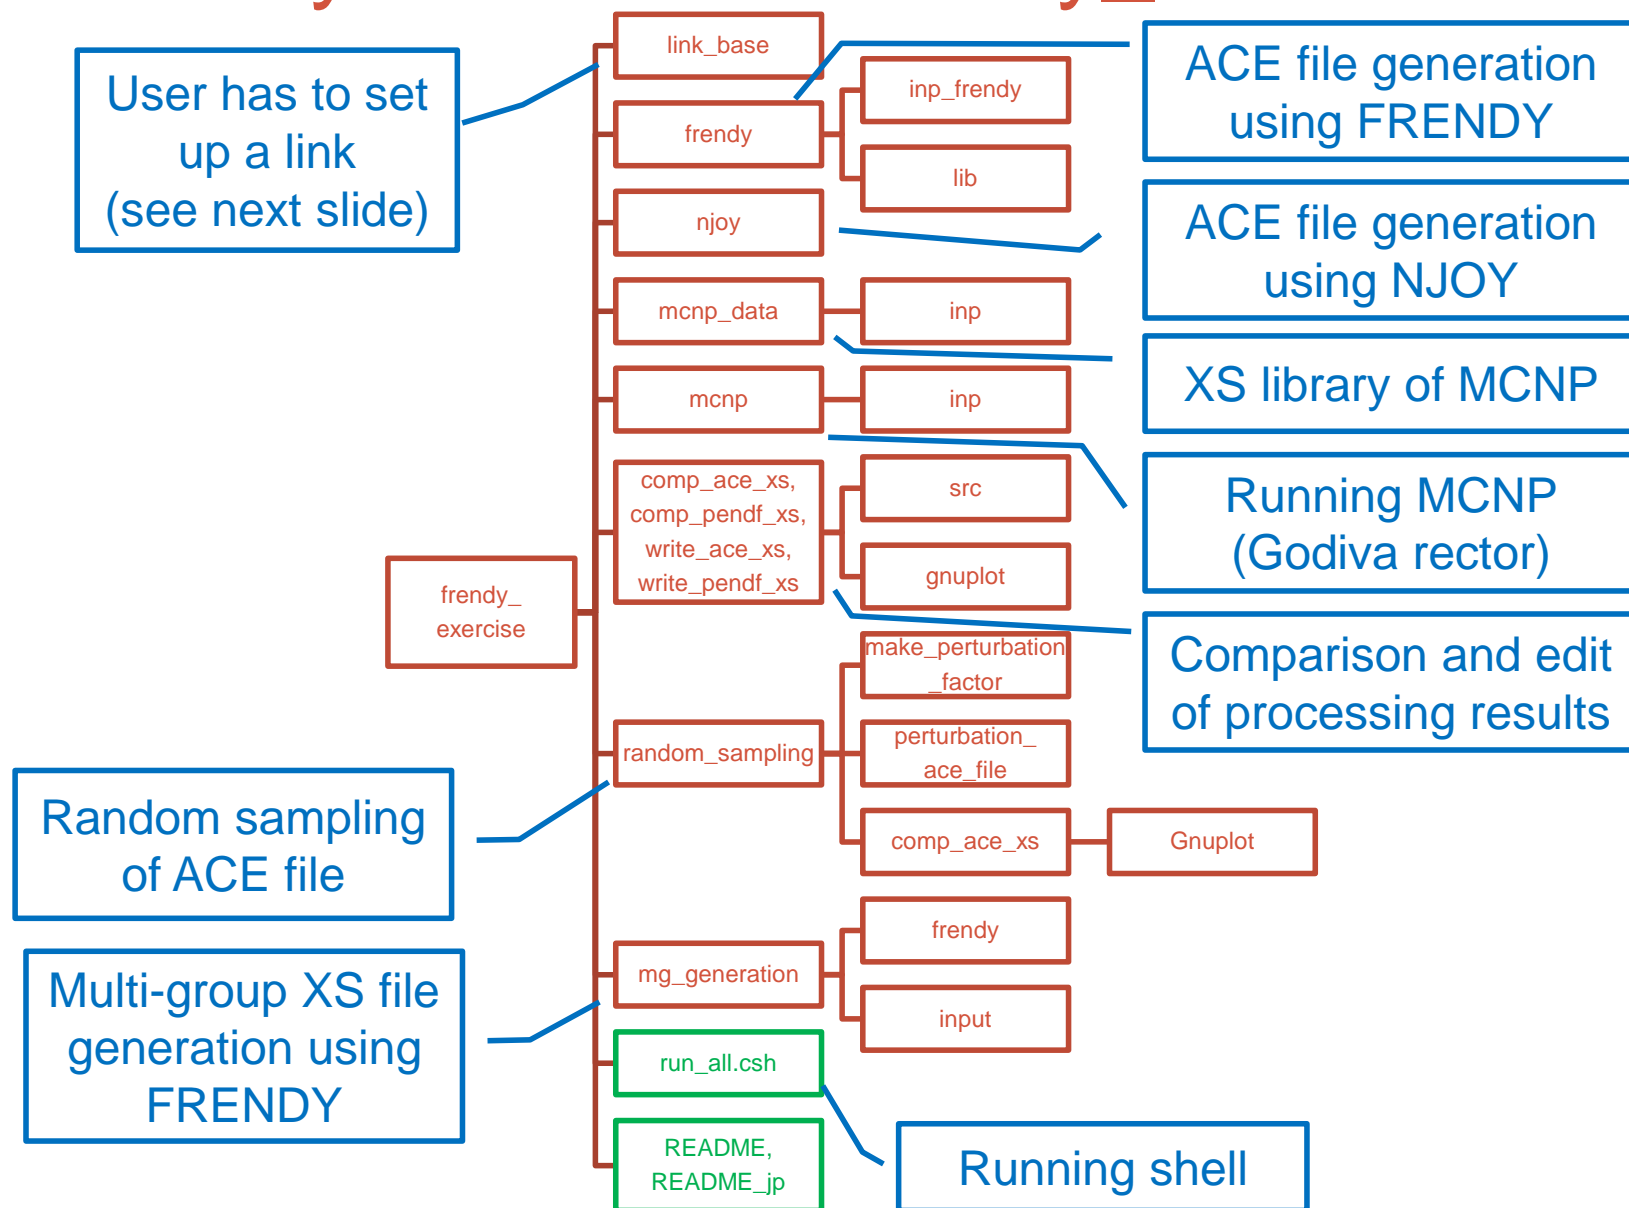 link_base
User has to set
up a link
(see next slide)
frendy
inp_frendy
lib
ACE file generation
using FRENDY
njoy
ACE file generation
using NJOY
mcnp_data
inp
XS library of MCNP
mcnp
inp
Running MCNP
(Godiva rector)
comp_ace_xs,
comp_pendf_xs,
write_ace_xs,
write_pendf_xs
src
gnuplot
Comparison and edit
of processing results
frendy_
exercise
random_sampling
make_perturbation
_factor
perturbation_
ace_file
comp_ace_xs
Gnuplot
Random sampling
of ACE file
mg_generation
frendy
input
Multi-group XS file
generation using
FRENDY
run_all.csh
Running shell
README,
README_jp